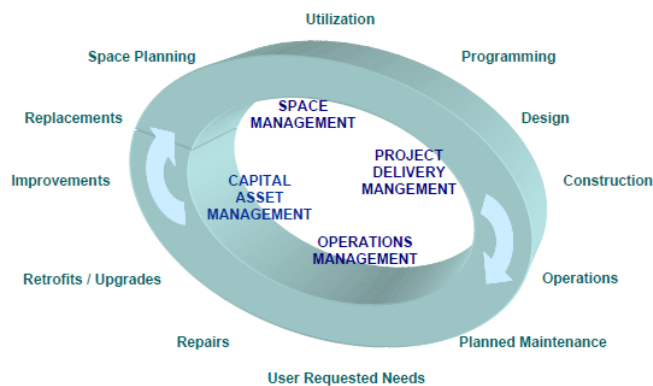 Utilization
Space Planning
Programming
Replacements
SPACE
MANAGEMENT
Design
Improvements
CAPITAL
ASSET
MANAGEMENT
PROJECT
DELIVERY
MANGEMENT
Construction
OPERATIONS
MANAGEMENT
Retrofits / Upgrades
Operations
Repairs
Planned Maintenance
User Requested Needs